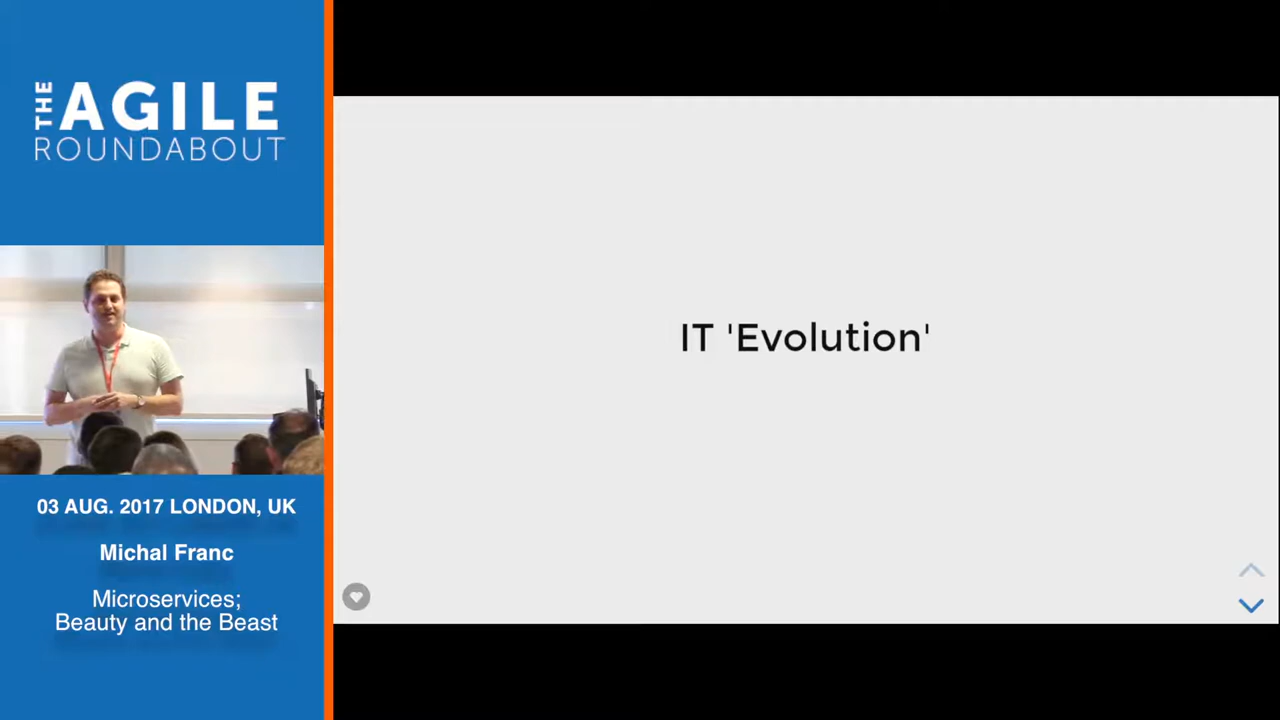 THE AGILE
ROUNDABOUT
03 AUG. 2017 LONDON, UK
Michal Franc
Microservices;
Beauty and the Beast
IT 'Evolution'